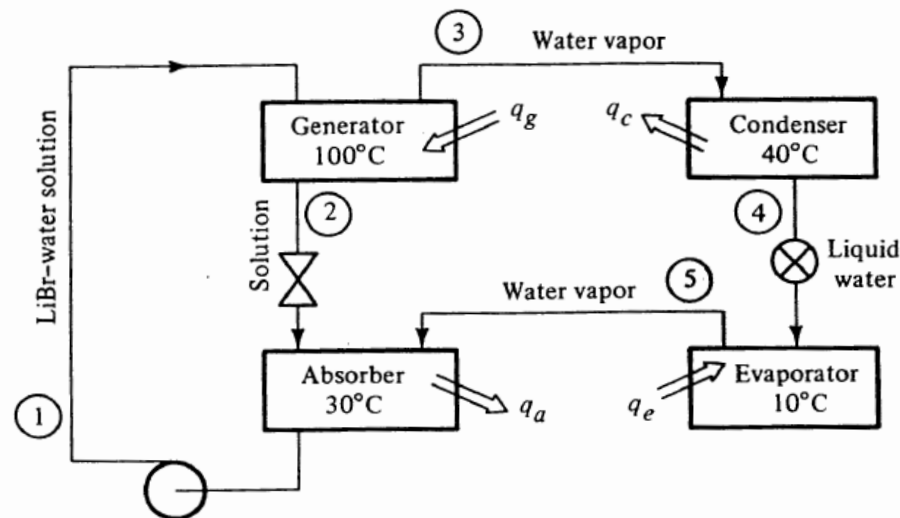 3
Water vapor
Generator
100°C
q_g
q_c
Condenser
40°C
LiBr–water solution
2
Solution
4
Liquid
water
Water vapor
5
Absorber
30°C
q_a
q_e
Evaporator
10°C
1